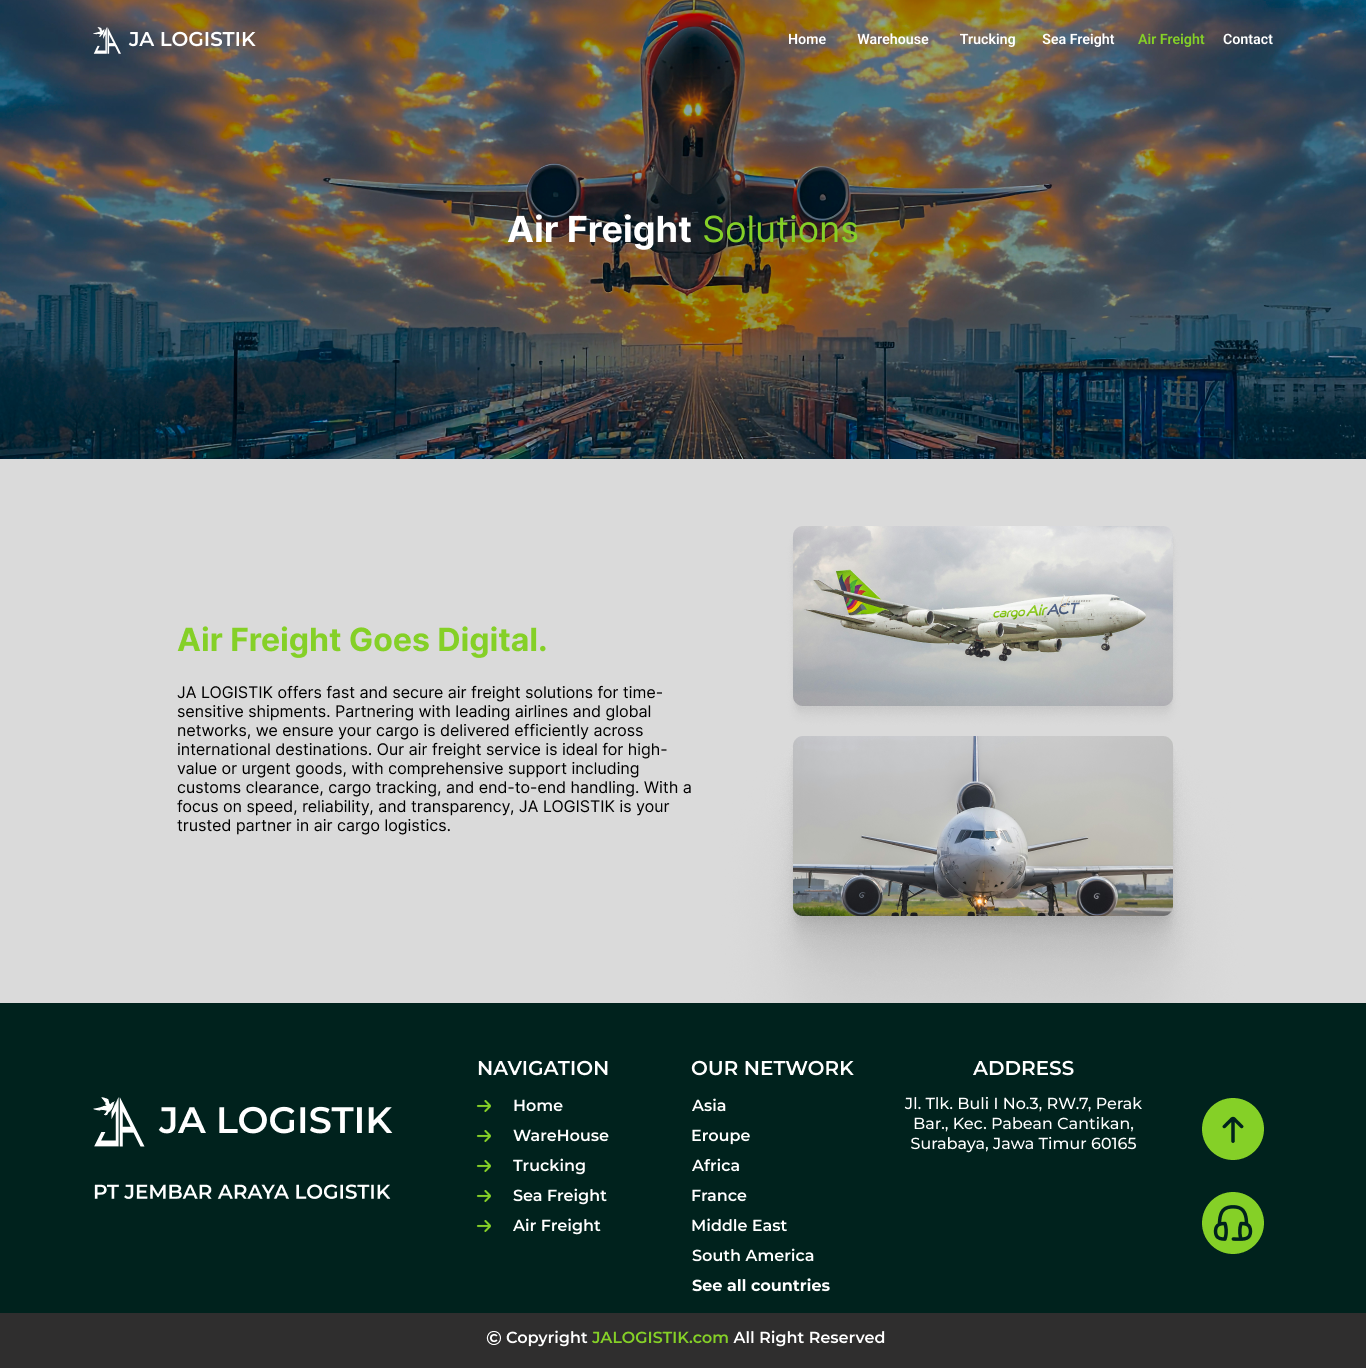 JA LOGISTIK
Home Warehouse Trucking Sea Freight Air Freight Contact
Air Freight Solutions
cargo Air ACT
Air Freight Goes Digital.
JA LOGISTIK offers fast and secure air freight solutions for time-
sensitive shipments. Partnering with leading airlines and global
networks, we ensure your cargo is delivered efficiently across
international destinations. Our air freight service is ideal for high-
value or urgent goods, with comprehensive support including
customs clearance, cargo tracking, and end-to-end handling. With a
focus on speed, reliability, and transparency, JA LOGISTIK is your
trusted partner in air cargo logistics.
JA LOGISTIK
PT JEMBAR ARAYA LOGISTIK
NAVIGATION
Home
WareHouse
Trucking
Sea Freight
Air Freight
OUR NETWORK
Asia
Eroupe
Africa
France
Middle East
South America
See all countries
ADDRESS
Jl. Tlk. Buli I No.3, RW.7, Perak
Bar., Kec. Pabean Cantikan,
Surabaya, Jawa Timur 60165
© Copyright JALOGISTIK.com All Right Reserved